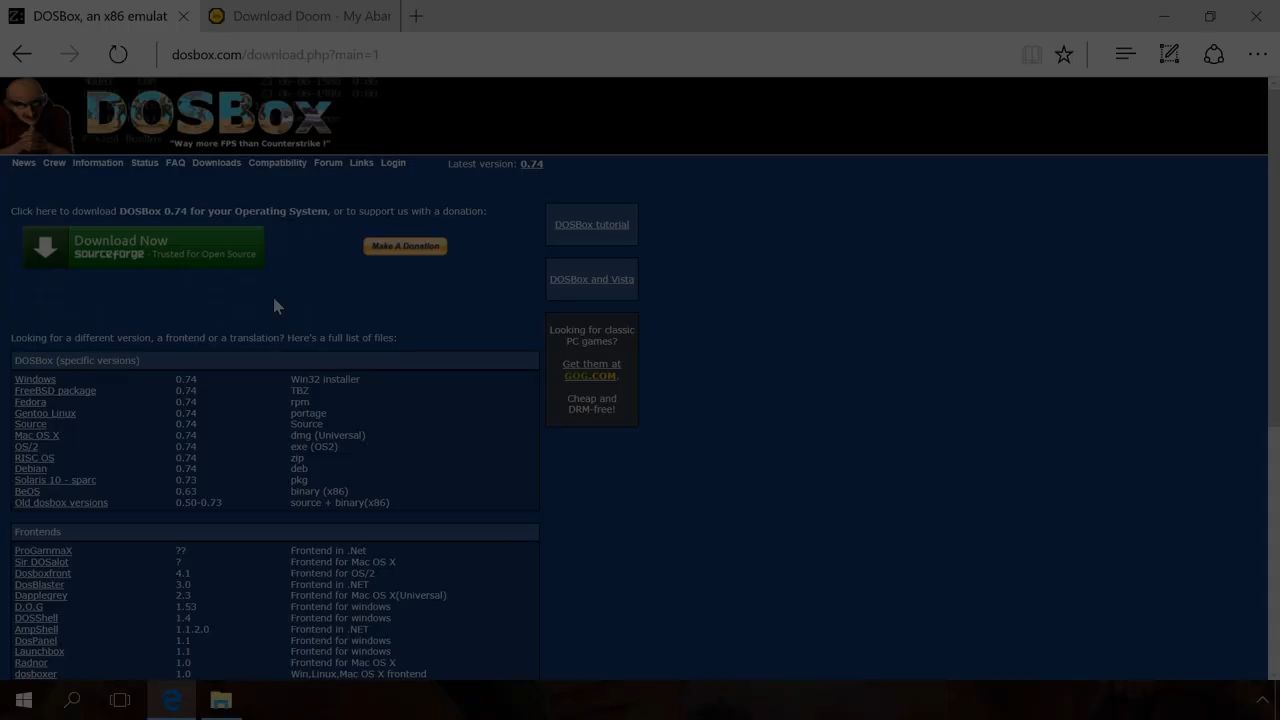 DOSBox, an x86 emulat
Download Doom - My Aban
dosbox.com/download.php?main=1
DOSBox
"Way more FPS than Counterstrike !"
News Crew Information Status FAQ Downloads Compatibility Forum Links Login
Latest version: 0.74
Click here to download DOSBox 0.74 for your Operating System, or to support us with a donation:
Download Now
sourceforge - Trusted for Open Source
Make A Donation
DOSBox tutorial
DOSBox and Vista
Looking for classic
PC games?
Get them at
GOG.COM.
Cheap and
DRM-free!
Looking for a different version, a frontend or a translation? Here's a full list of files:
DOSBox (specific versions)
Windows 0.74 Win32 installer
FreeBSD package 0.74 TBZ
Fedora 0.74 rpm
Gentoo Linux 0.74 portage
Source 0.74 Source
Mac OS X 0.74 dmg (Universal)
OS/2 0.74 exe (OS2)
RISC OS 0.74 zip
Debian 0.74 deb
Solaris 10 - sparc 0.73 pkg
BeOS 0.63 binary (x86)
Old dosbox versions 0.50-0.73 source + binary(x86)
Frontends
ProGammaX ?? Frontend in .Net
Sir DOSalot ? Frontend for Mac OS X
Dosboxfront 4.1 Frontend for OS/2
DosBlaster 3.0 Frontend in .NET
Dapplegrey 2.3 Frontend for Mac OS X(Universal)
D.O.G 1.53 Frontend for windows
DOSShell 1.4 Frontend for windows
AmpShell 1.1.2.0 Frontend in .NET
DosPanel 1.1 Frontend for windows
Launchbox 1.1 Frontend for windows
Radnor 1.0 Frontend for Mac OS X
dosboxer 1.0 Win,Linux,Mac OS X frontend